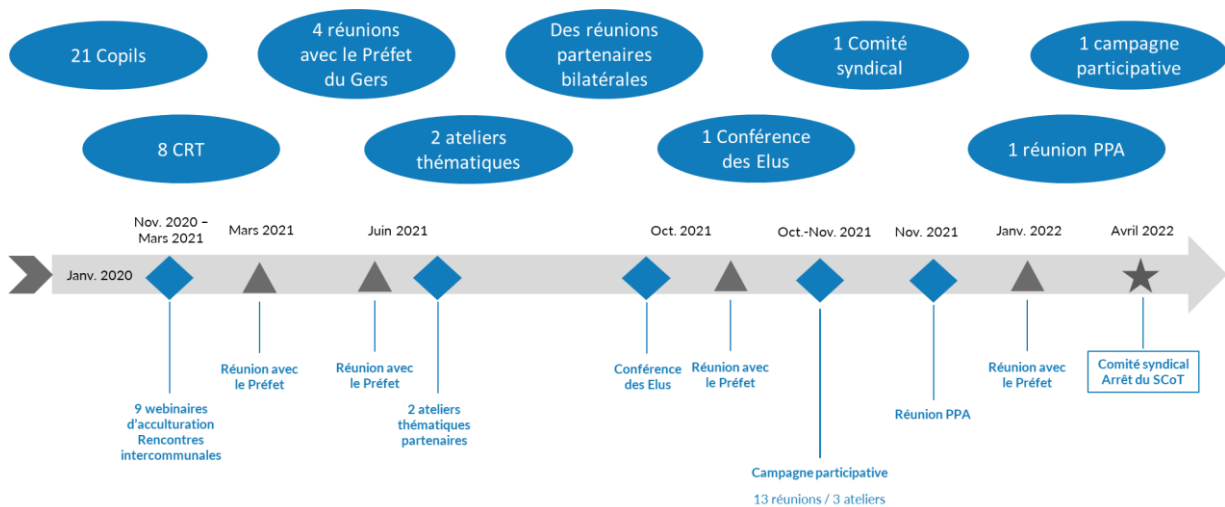 21 Copils
4 réunions
avec le Préfet
du Gers
Des réunions
partenaires
bilatérales
1 Comité
syndical
1 campagne
participative
8 CRT
2 ateliers
thématiques
1 Conférence
des Elus
1 réunion PPA
Nov. 2020 –
Mars 2021
Mars 2021
Juin 2021
Oct. 2021
Oct.-Nov. 2021
Nov. 2021
Janv. 2022
Avril 2022
Janv. 2020
Réunion avec
le Préfet
Réunion avec
le Préfet
Conférence
des Elus
Réunion avec
le Préfet
Réunion avec
le Préfet
Comité syndical
Arrêt du SCoT
9 webinaires
d'acculturation
Rencontres
intercommunales
2 ateliers
thématiques
partenaires
Réunion PPA
Campagne participative
13 réunions / 3 ateliers